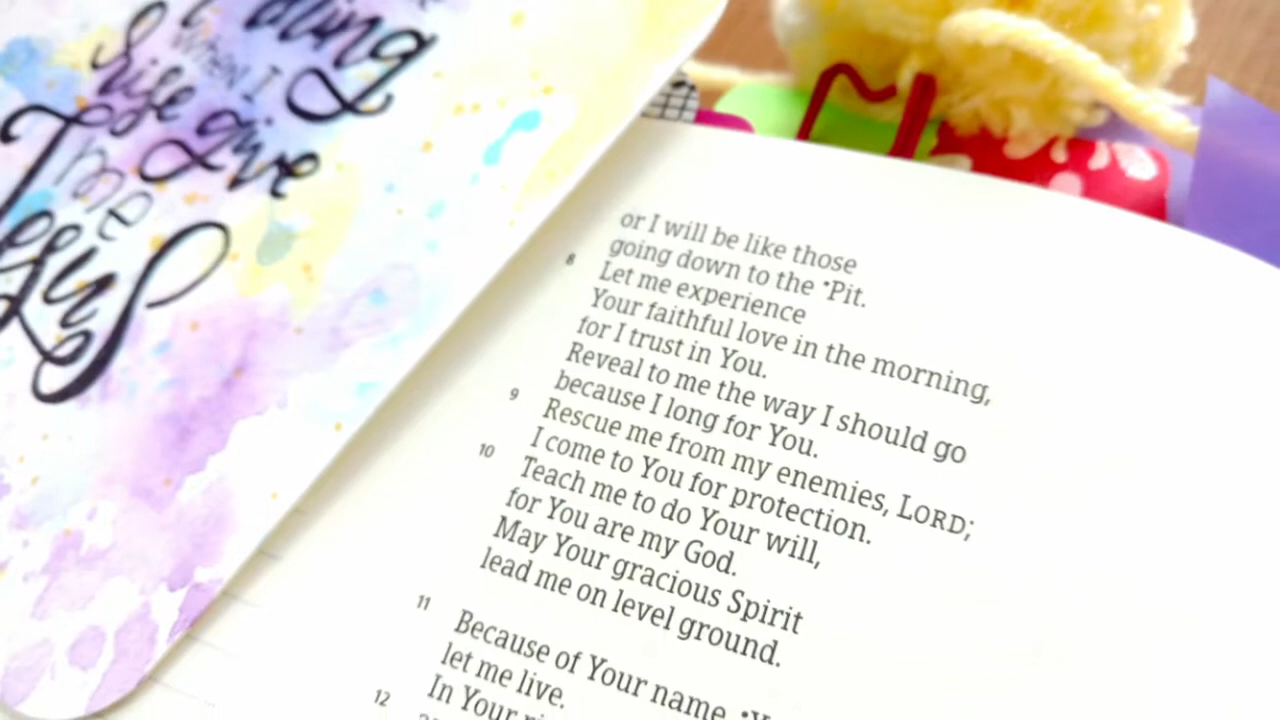 When I
Rise give
me
Jesus
or I will be like those
going down to the •Pit.
8 Let me experience
Your faithful love in the morning,
for I trust in You.
Reveal to me the way I should go
because I long for You.
9 Rescue me from my enemies, LORD;
I come to You for protection.
10 Teach me to do Your will,
for You are my God.
May Your gracious Spirit
lead me on level ground.
11 Because of Your name,
let me live.
12 In Your